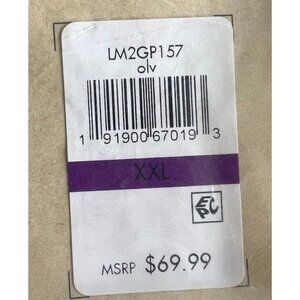 LM2GP157
olv
1 91900 67019 3
XXL
EPC
MSRP $69.99